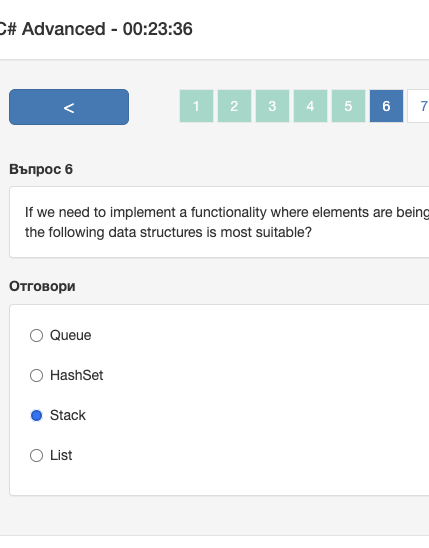 C# Advanced - 00:23:36
<
1 2 3 4 5 6 7
Въпрос 6
If we need to implement a functionality where elements are being
the following data structures is most suitable?
Отговори
Queue
HashSet
Stack
List